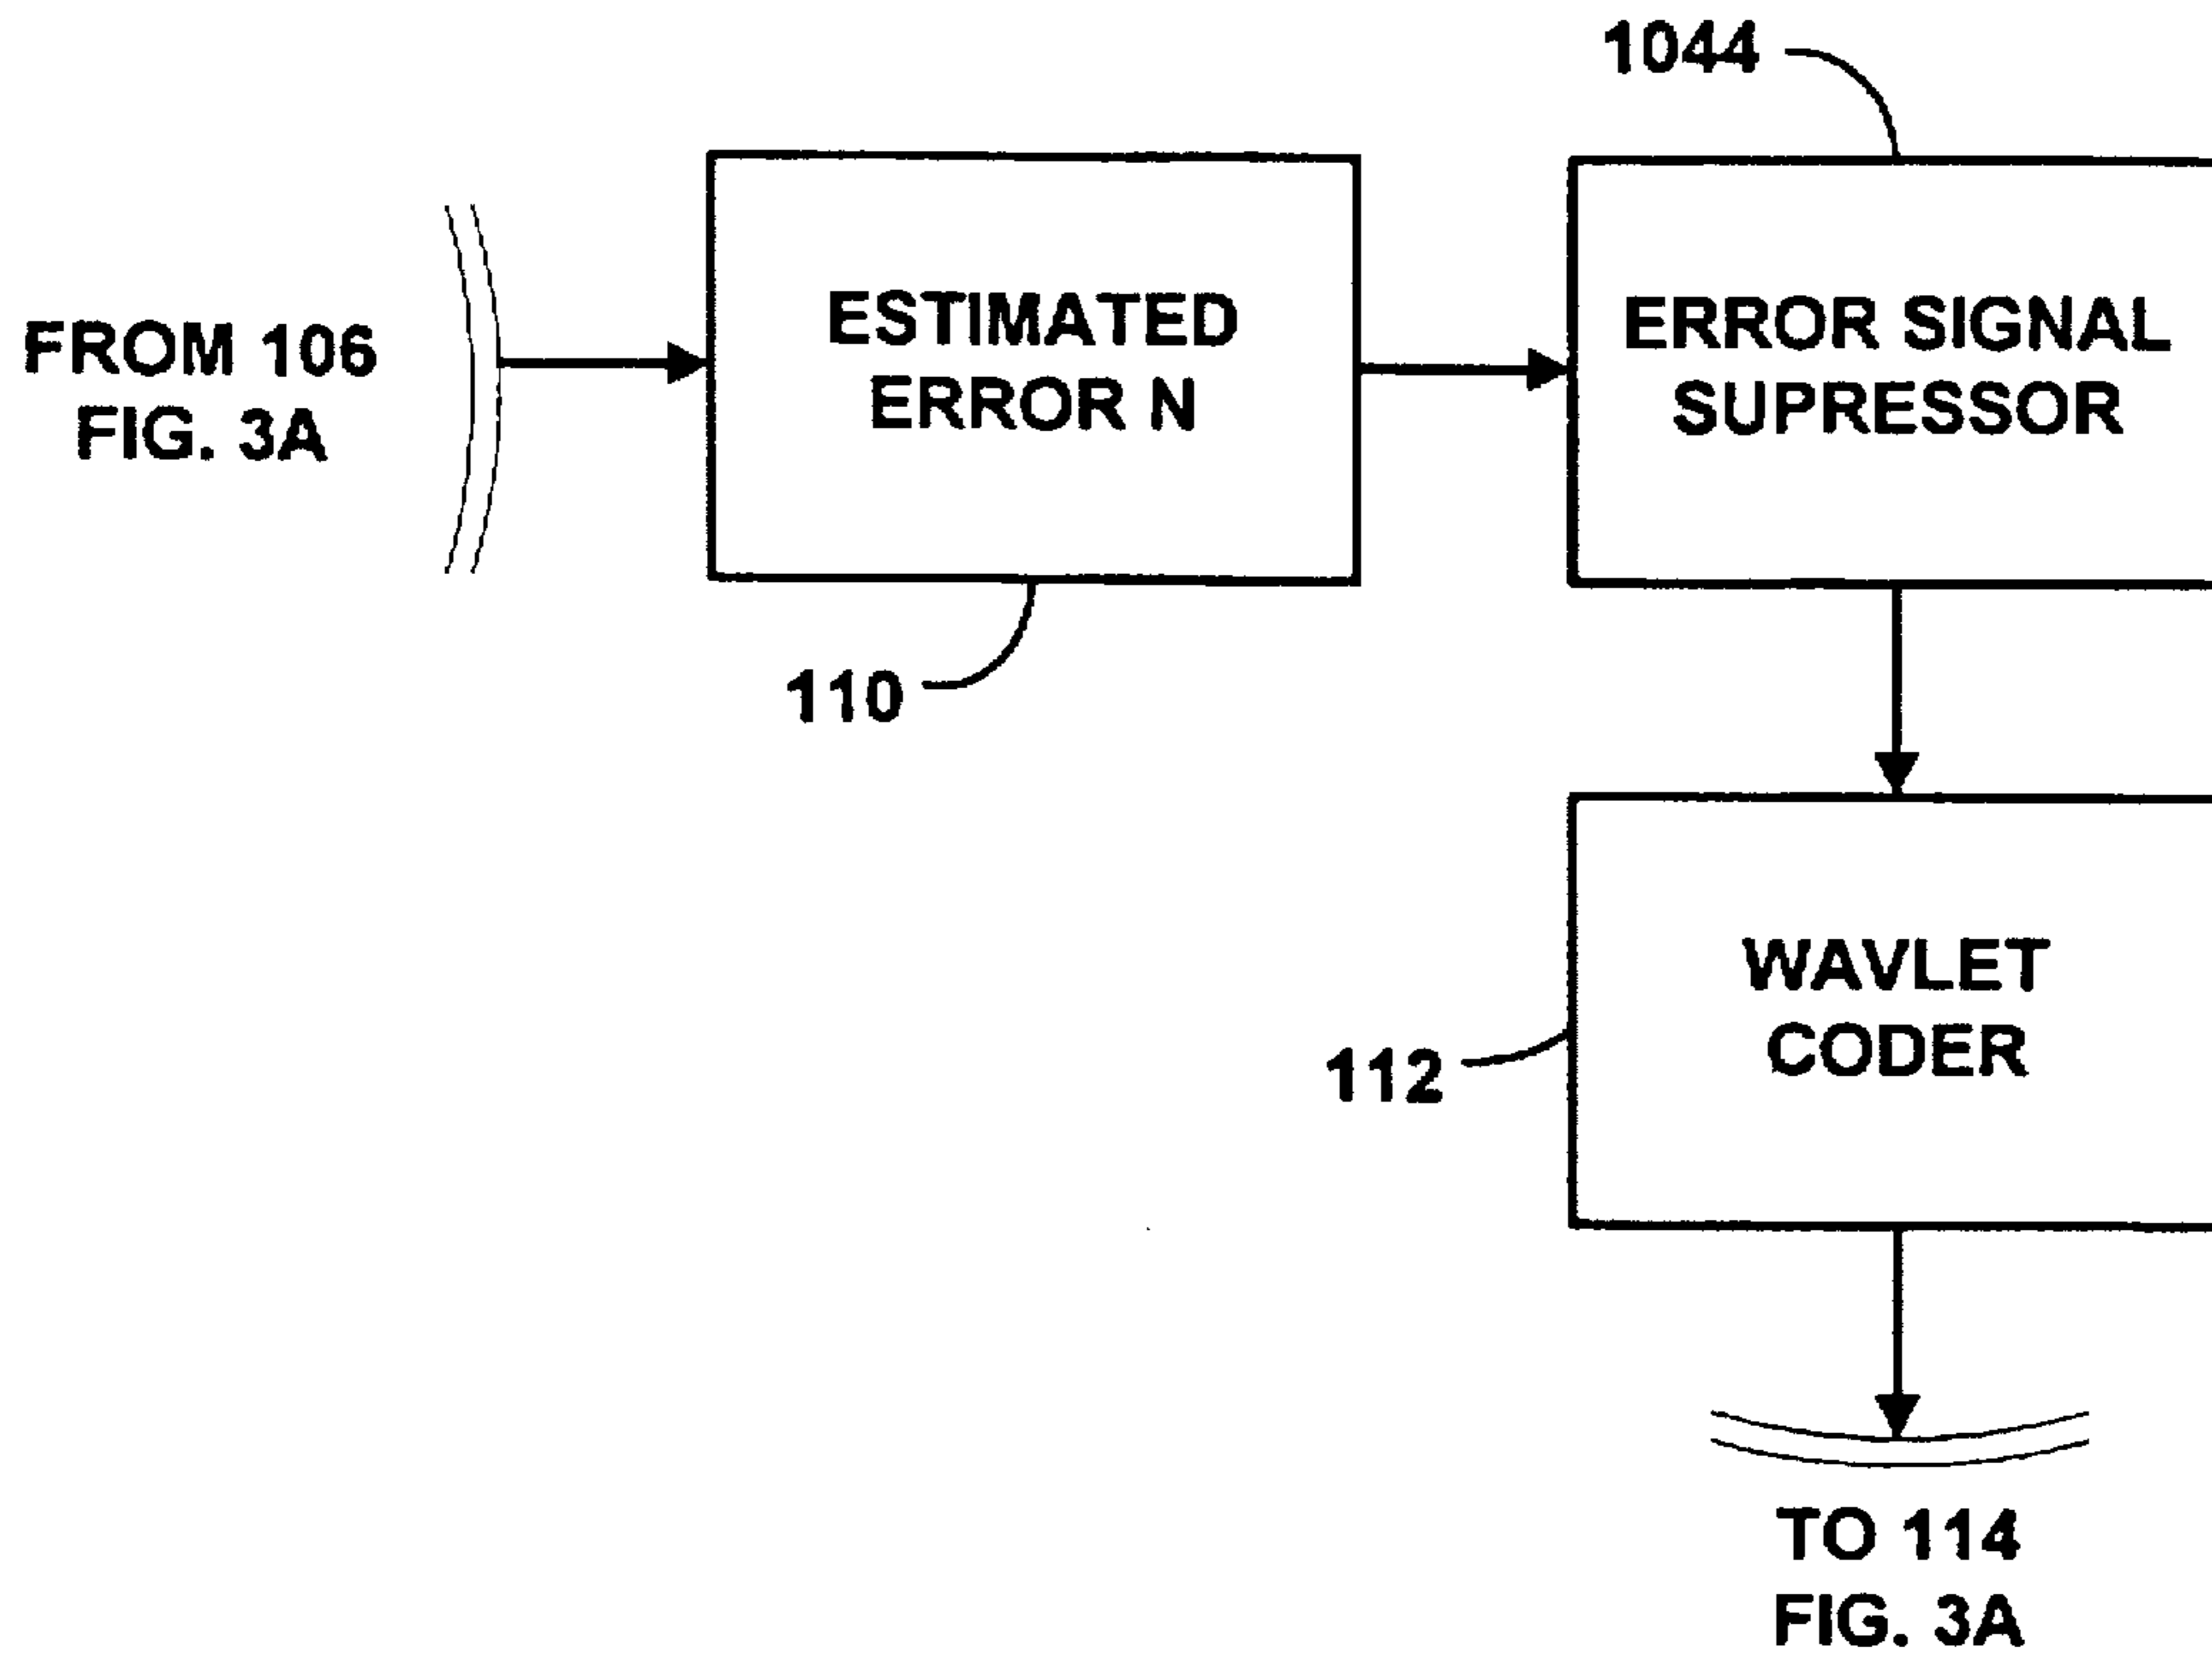 1044
FROM 106
FIG. 3A
ESTIMATED
ERROR N
ERROR SIGNAL
SUPRESSOR
110
WAVLET
CODER
112
TO 114
FIG. 3A